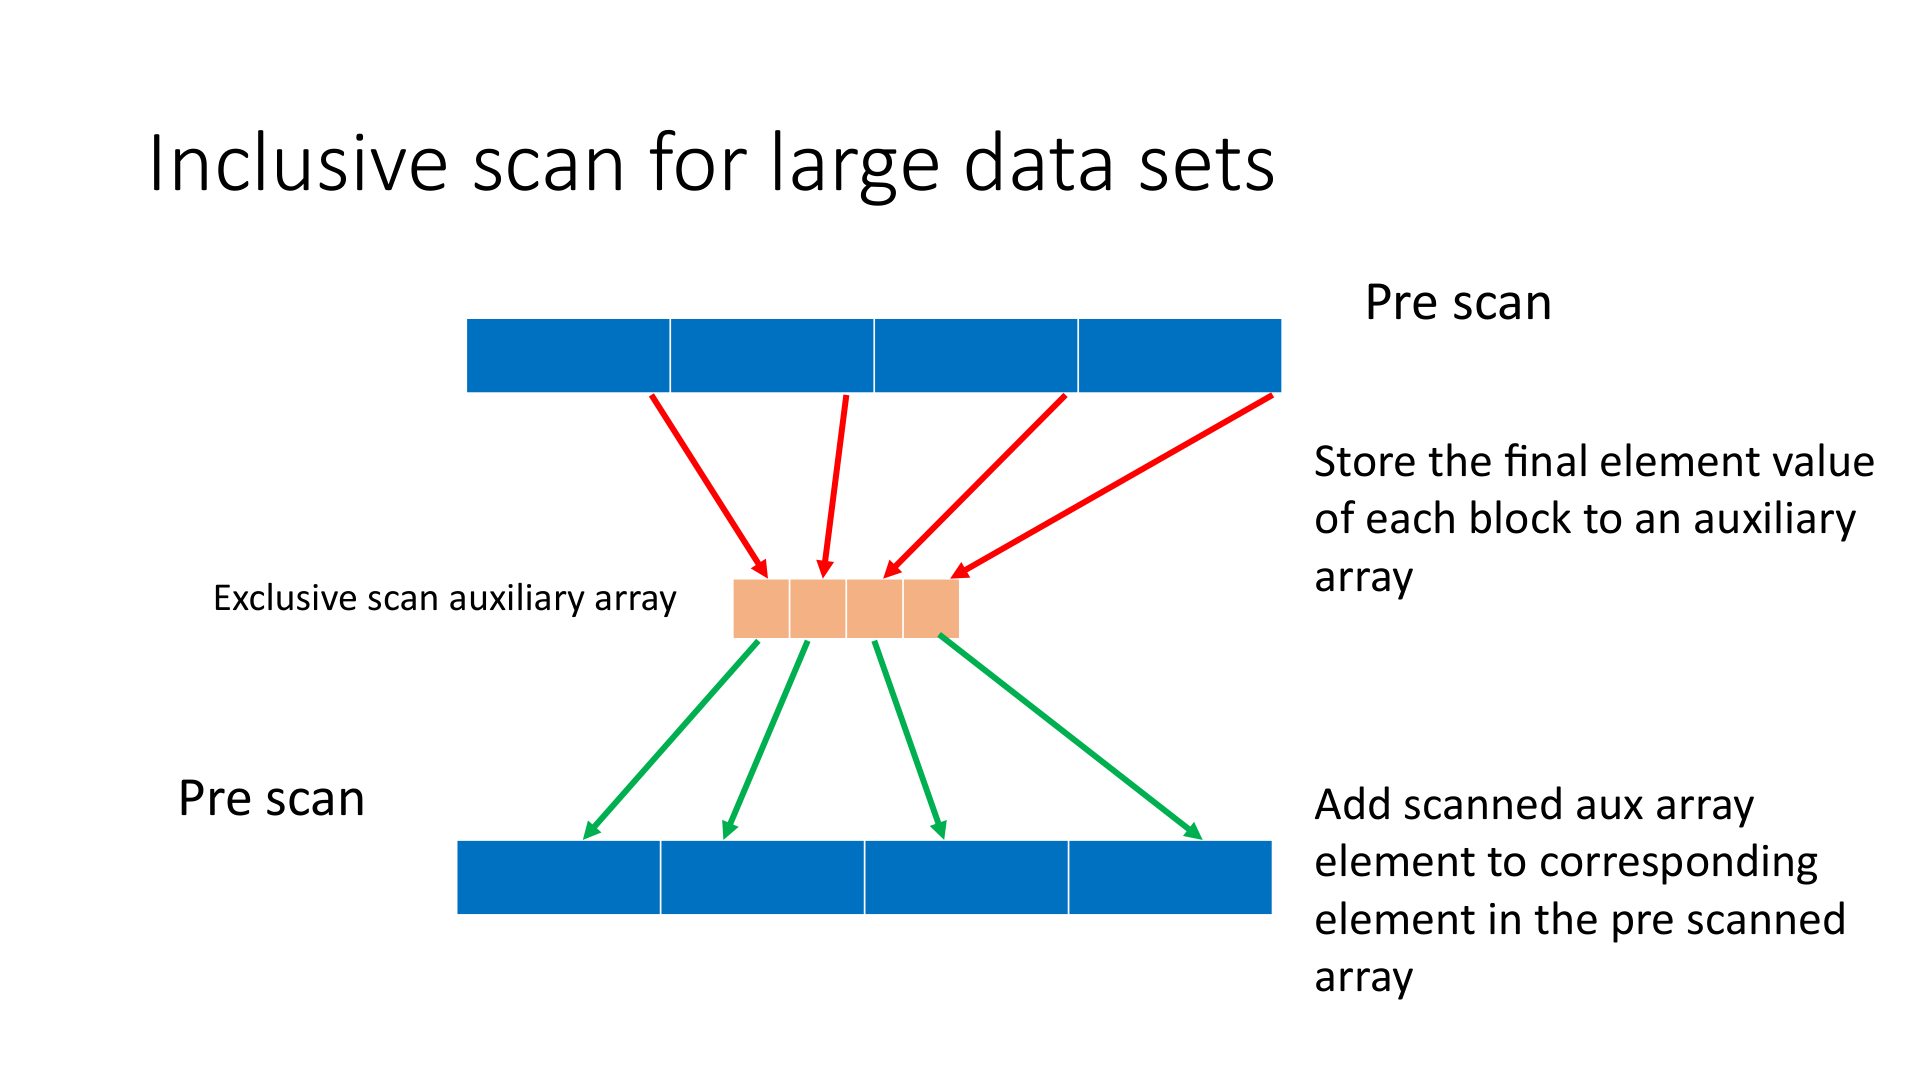 Inclusive scan for large data sets
Pre scan
Store the final element value
of each block to an auxiliary
array
Exclusive scan auxiliary array
Pre scan
Add scanned aux array
element to corresponding
element in the pre scanned
array